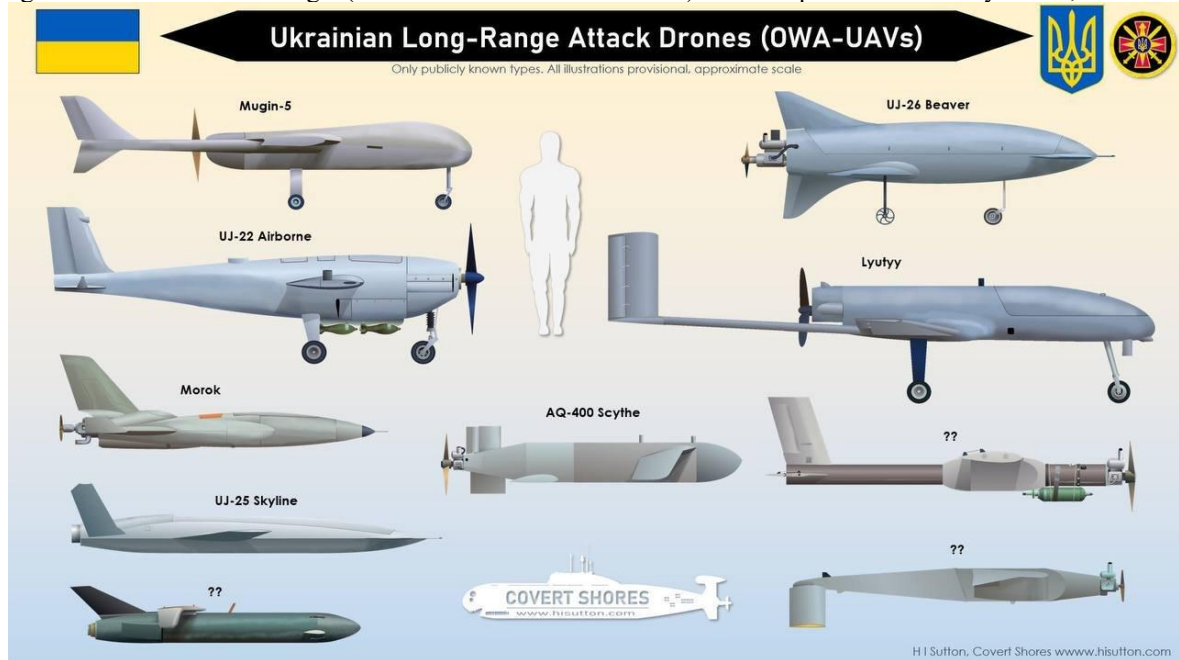 Ukrainian Long-Range Attack Drones (OWA-UAVs)
Only publicly known types. All illustrations provisional, approximate scale
Mugin-5
UJ-26 Beaver
UJ-22 Airborne
Lyutyy
Morok
AQ-400 Scythe
??
UJ-25 Skyline
??
??
COVERT SHORES
www.hisutton.com
H I Sutton, Covert Shores wwww.hisutton.com